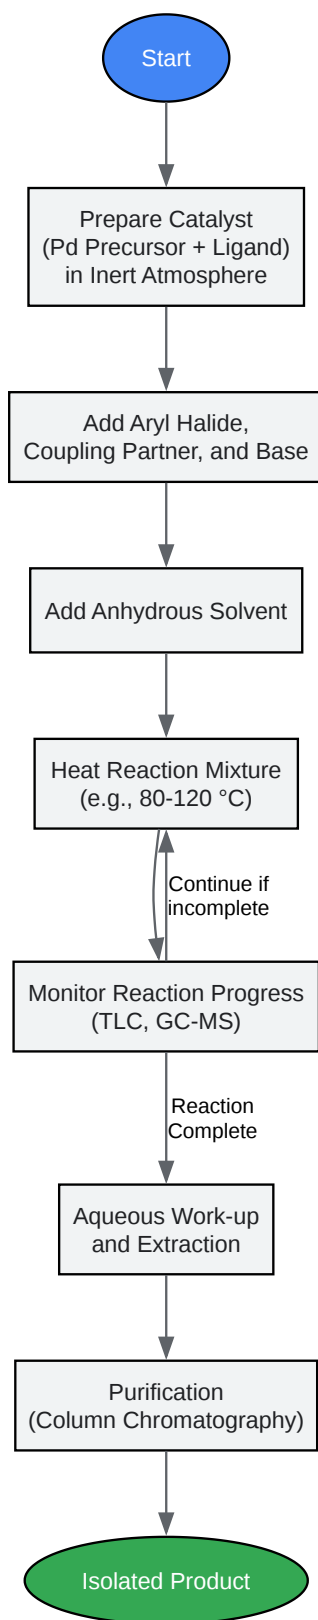 Start
Prepare Catalyst
(Pd Precursor + Ligand)
in Inert Atmosphere
Add Aryl Halide,
Coupling Partner, and Base
Add Anhydrous Solvent
Heat Reaction Mixture
(e.g., 80-120 °C)
Continue if
incomplete
Monitor Reaction Progress
(TLC, GC-MS)
Reaction
Complete
Aqueous Work-up
and Extraction
Purification
(Column Chromatography)
Isolated Product